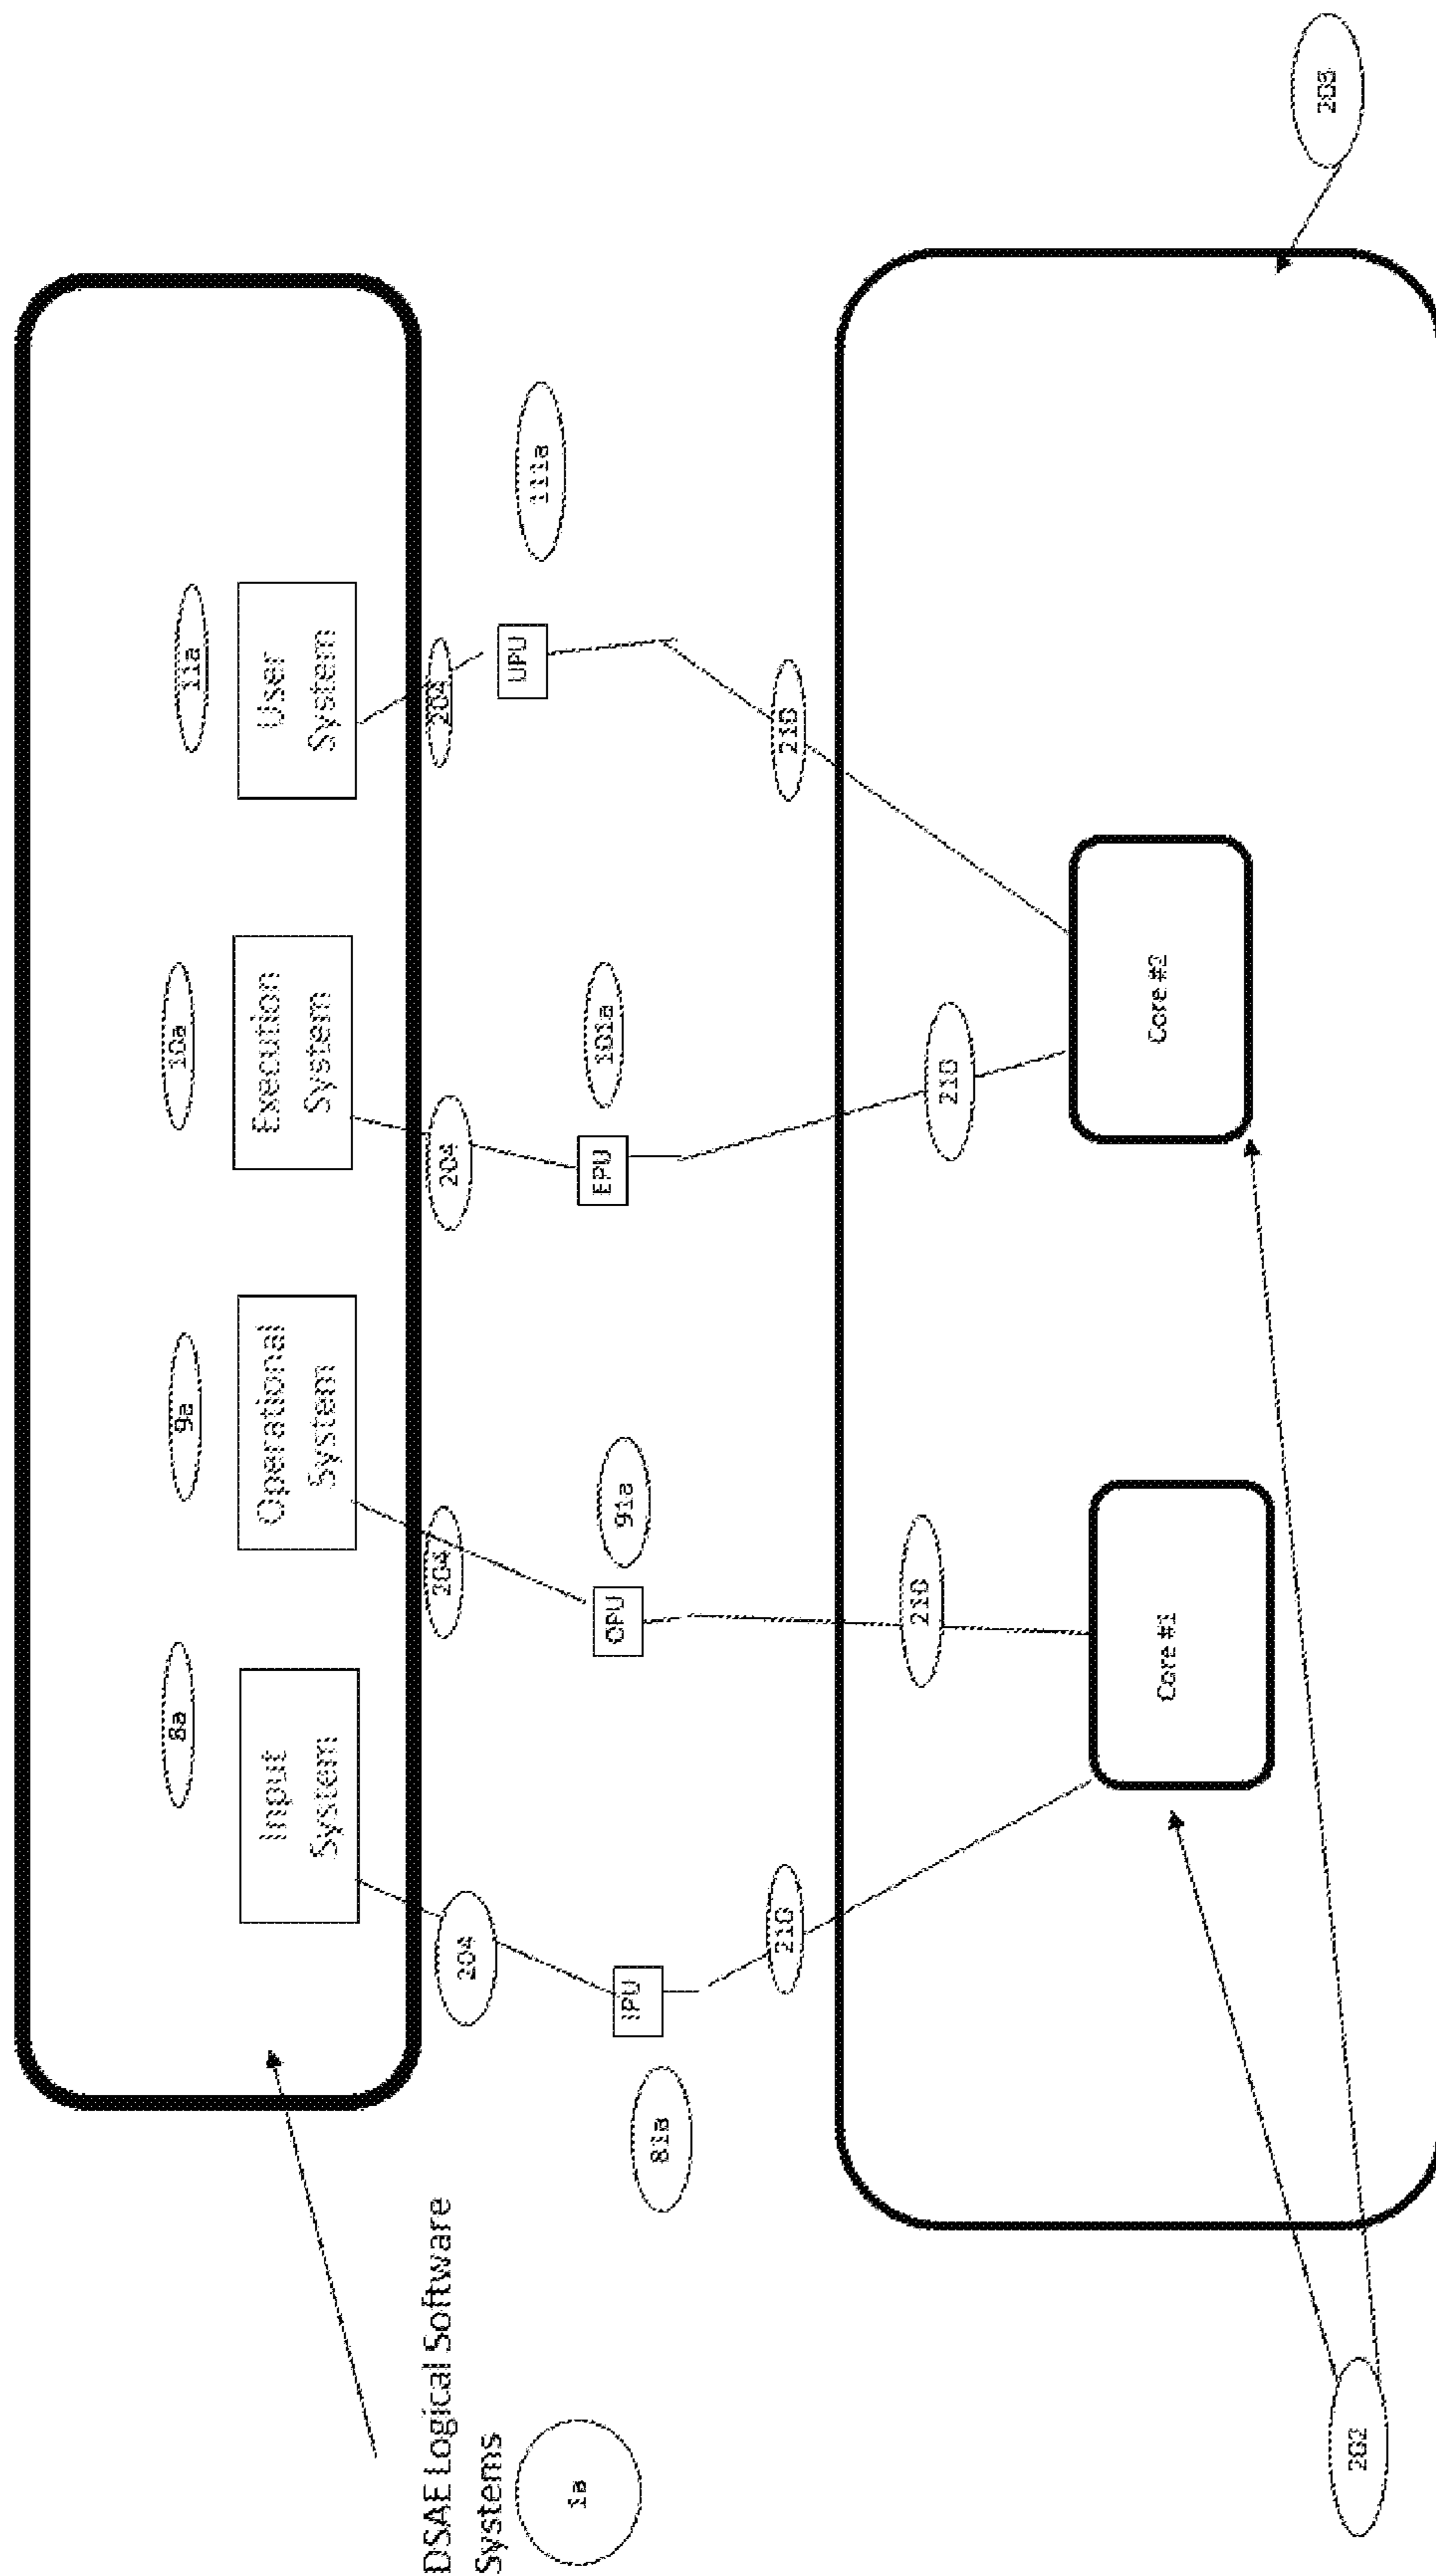 8a
9a
10a
11a
Input
System
Operational
System
Execution
System
User
System
204
204
204
204
DSAE Logical Software
Systems
1a
81a
IPU
OPU
91a
EPU
101a
UPU
111a
210
210
210
210
Core #1
Core #2
202